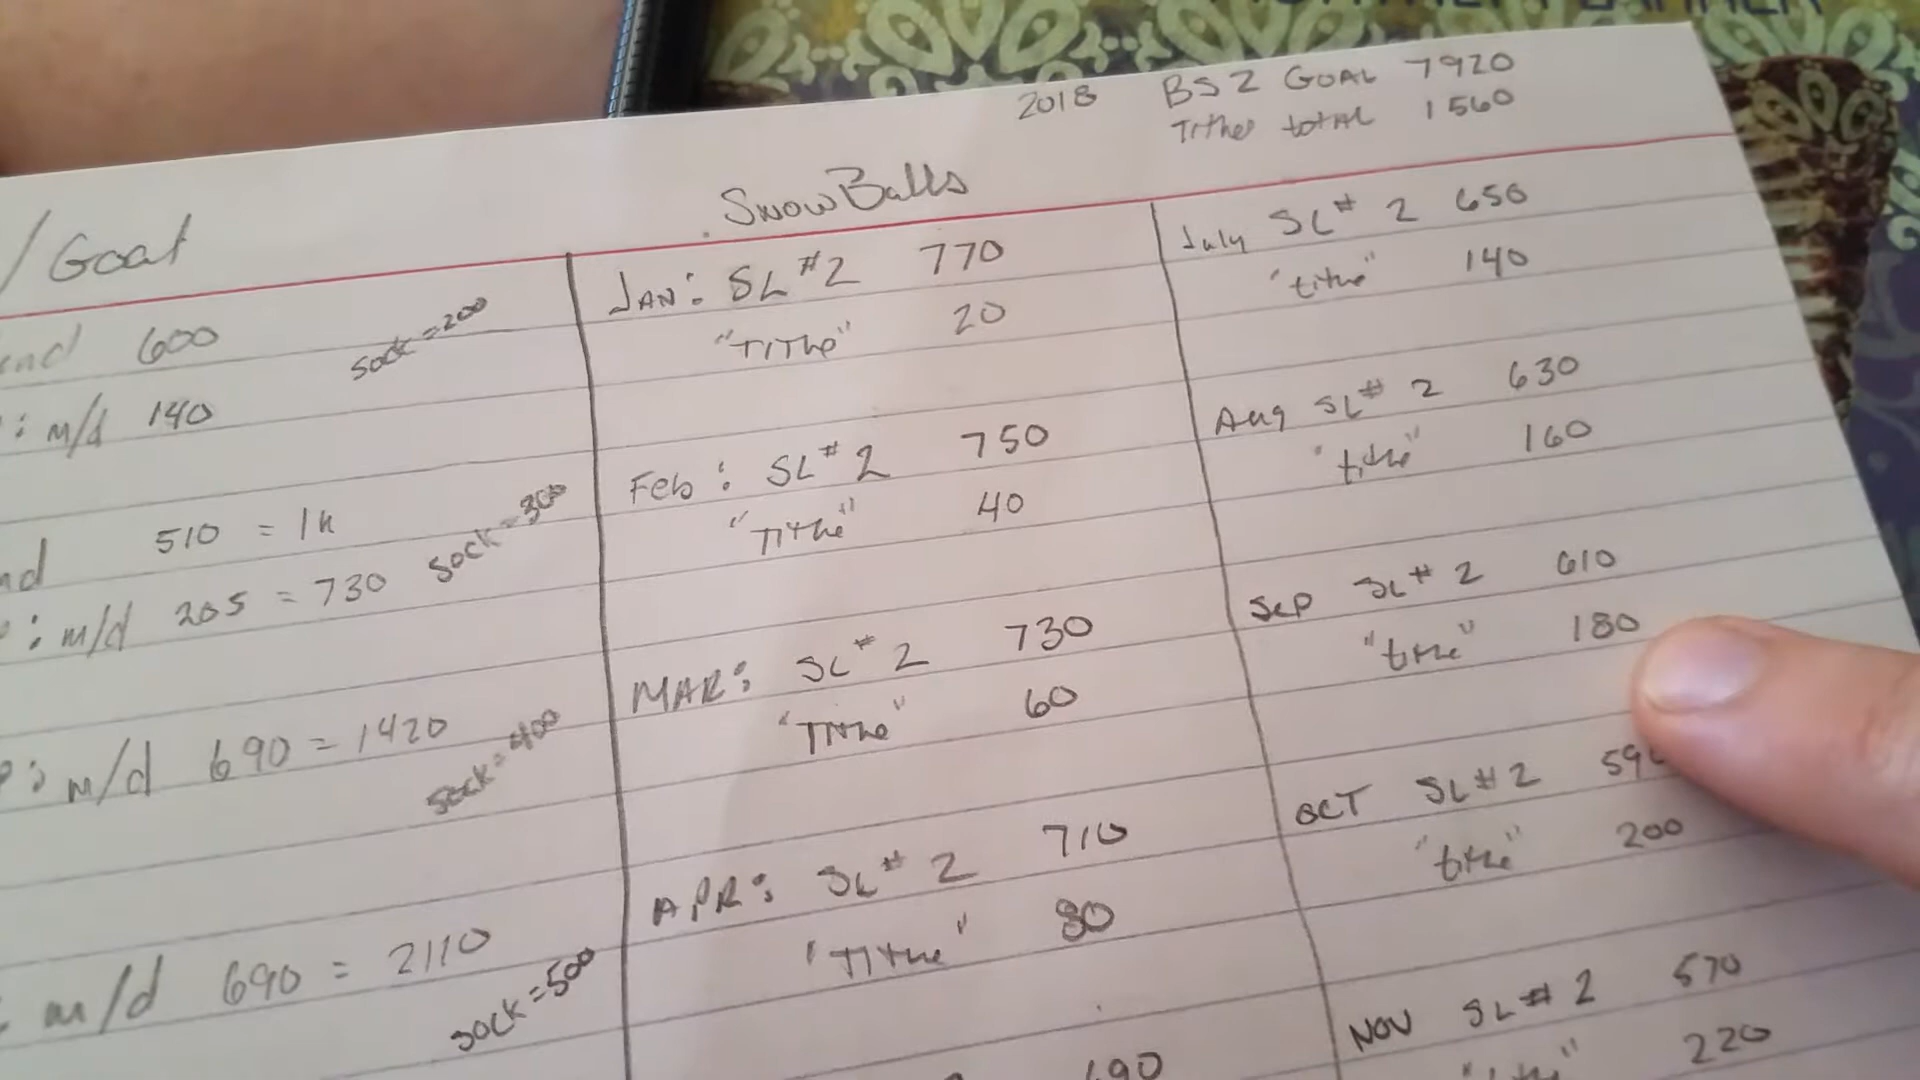 2018 BS2 GOAL 7920
Tithes total 1560
/ Goal
SnowBalls
600
sock = 200
: m/d 140
510 = 1k
: m/d 205 = 730
sock = 300
: m/d 690 = 1420
sock = 400
m/d 690 = 2110
sock = 500
JAN: SL #2 770
"TITHe" 20
Feb: SL #2 750
"TITHe" 40
MAR: SL #2 730
"TITHe" 60
APR: SL #2 710
"TITHe" 80
690
July SL #2 650
"tithe" 140
Aug SL #2 630
"tithe" 160
Sep SL #2 610
"tithe" 180
OCT SL #2 59
"tithe" 200
NOV SL #2 570
220